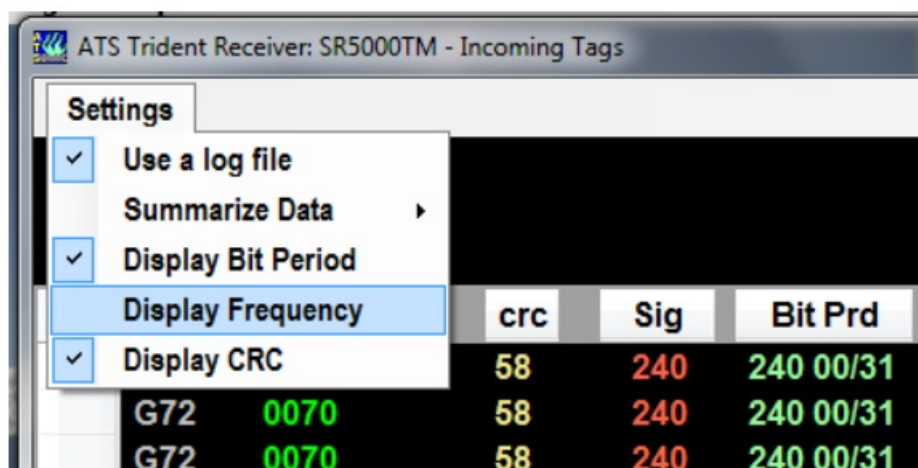 ATS Trident Receiver: SR5000TM - Incoming Tags
Settings
Use a log file
Summarize Data
Display Bit Period
Display Frequency
Display CRC
crc Sig Bit Prd
58 240 240 00/31
G72 0070 58 240 240 00/31
G72 0070 58 240 240 00/31